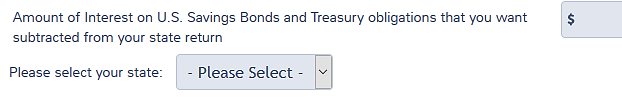 Amount of Interest on U.S. Savings Bonds and Treasury obligations that you want $
subtracted from your state return
Please select your state: - Please Select -